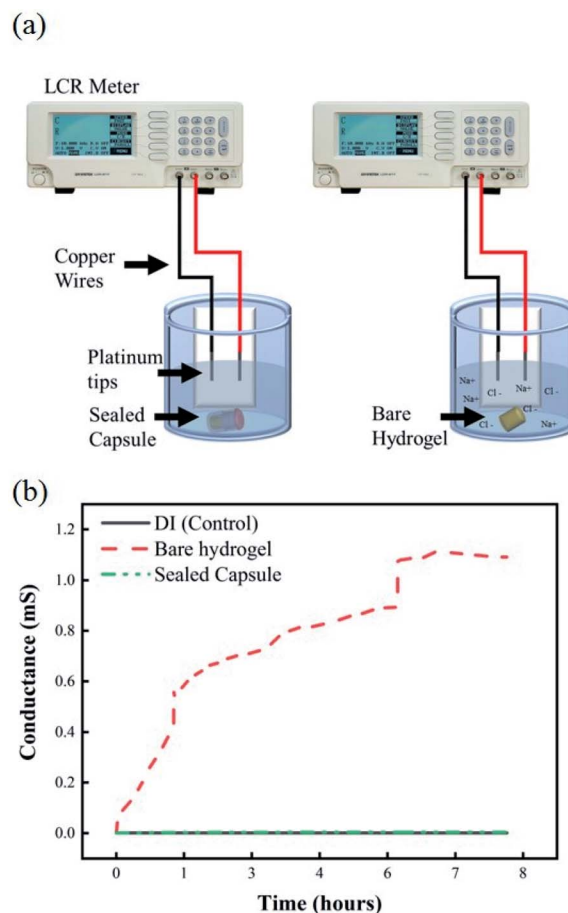 (a)
LCR Meter
Copper
Wires
Platinum
tips
Sealed
Capsule
Na+
Na+
Cl -
Na+
Cl -
Cl -
Cl -
Na+
Bare
Hydrogel
(b)
DI (Control)
Bare hydrogel
Sealed Capsule
1.2
1.0
0.8
0.6
0.4
0.2
0.0
Conductance (mS)
0 1 3 4 6 7 8
Time (hours)